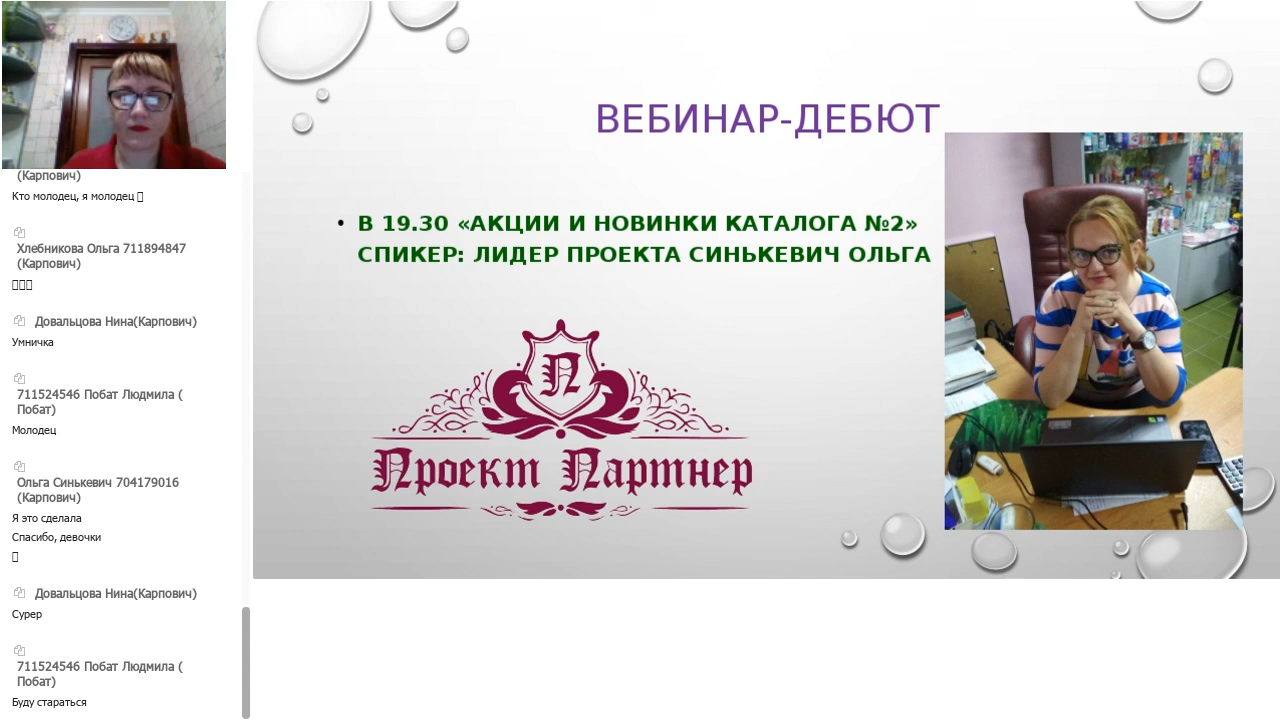 (Карпович)
Кто молодец, я молодец
Хлебникова Ольга 711894847
(Карпович)
Довальцова Нина(Карпович)
Умничка
711524546 Побат Людмила (
Побат)
Молодец
Ольга Синькевич 704179016
(Карпович)
Я это сделала
Спасибо, девочки
Довальцова Нина(Карпович)
Сурер
711524546 Побат Людмила (
Побат)
Буду стараться
ВЕБИНАР-ДЕБЮТ
• В 19.30 «АКЦИИ И НОВИНКИ КАТАЛОГА №2»
СПИКЕР: ЛИДЕР ПРОЕКТА СИНЬКЕВИЧ ОЛЬГА
П
Проект Партнер